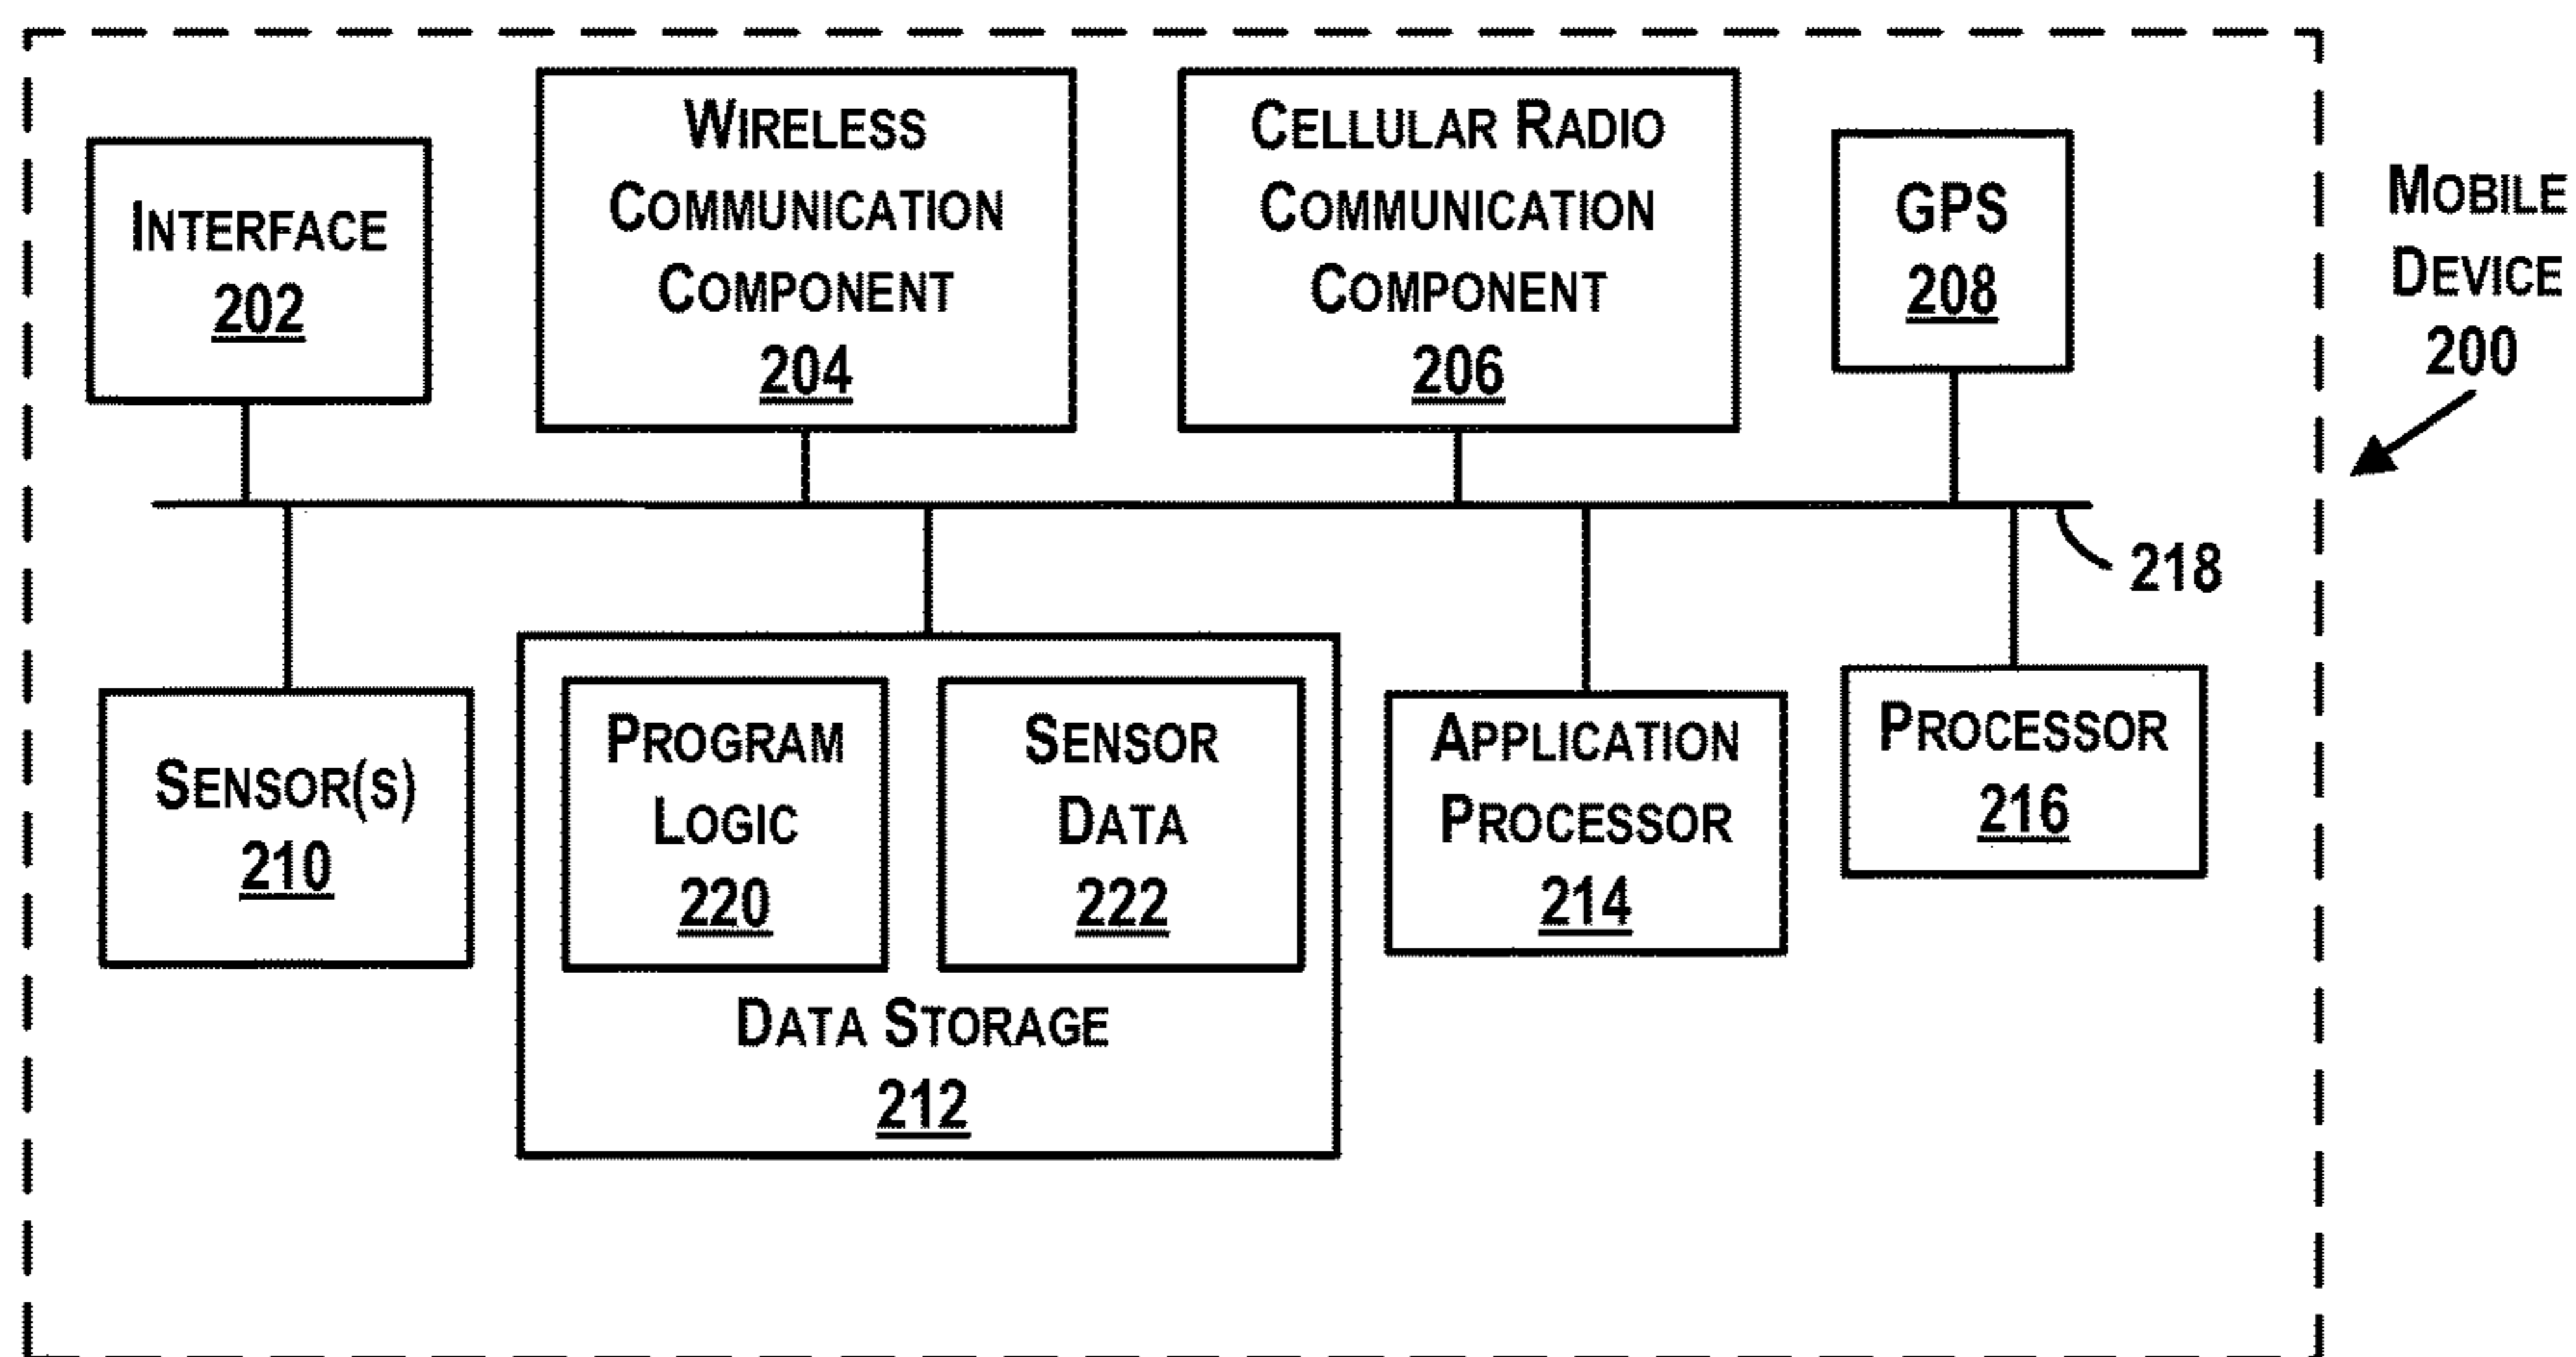 INTERFACE
202
WIRELESS
COMMUNICATION
COMPONENT
204
CELLULAR RADIO
COMMUNICATION
COMPONENT
206
GPS
208
MOBILE
DEVICE
200
218
SENSOR(S)
210
PROGRAM
LOGIC
220
SENSOR
DATA
222
DATA STORAGE
212
APPLICATION
PROCESSOR
214
PROCESSOR
216